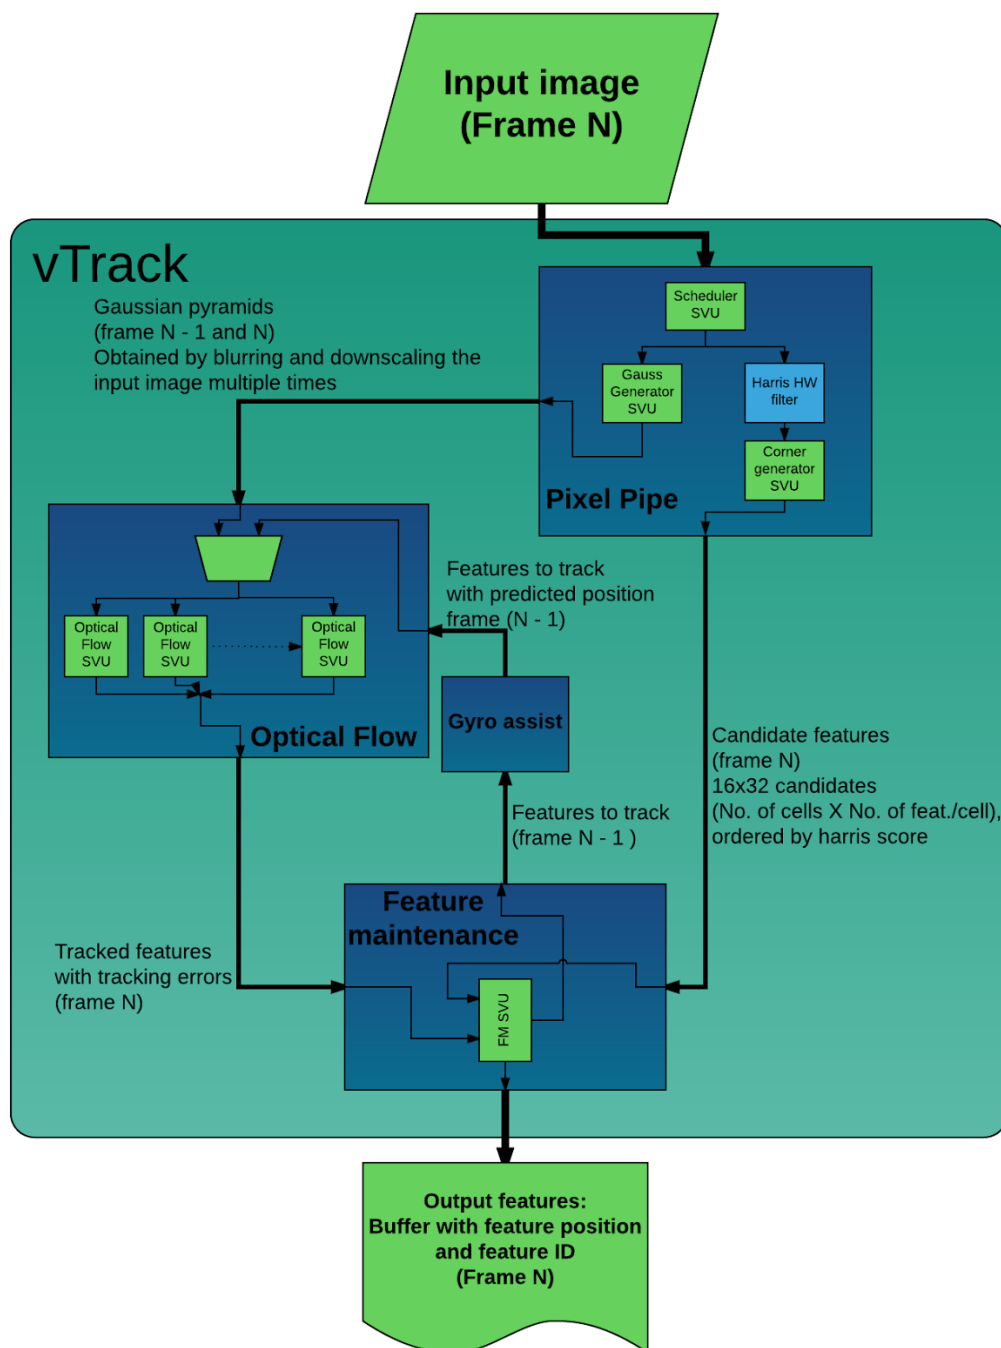 Input image
(Frame N)
vTrack
Gaussian pyramids
(frame N - 1 and N)
Obtained by blurring and downscaling the
input image multiple times
Scheduler
SVU
Gauss
Generator
SVU
Harris HW
filter
Corner
generator
SVU
Pixel Pipe
Optical
Flow
SVU
Optical
Flow
SVU
Optical
Flow
SVU
Optical Flow
Features to track
with predicted position
frame (N - 1)
Gyro assist
Features to track
(frame N - 1 )
Candidate features
(frame N)
16x32 candidates
(No. of cells X No. of feat./cell),
ordered by harris score
Tracked features
with tracking errors
(frame N)
Feature
maintenance
FM SVU
Output features:
Buffer with feature position
and feature ID
(Frame N)